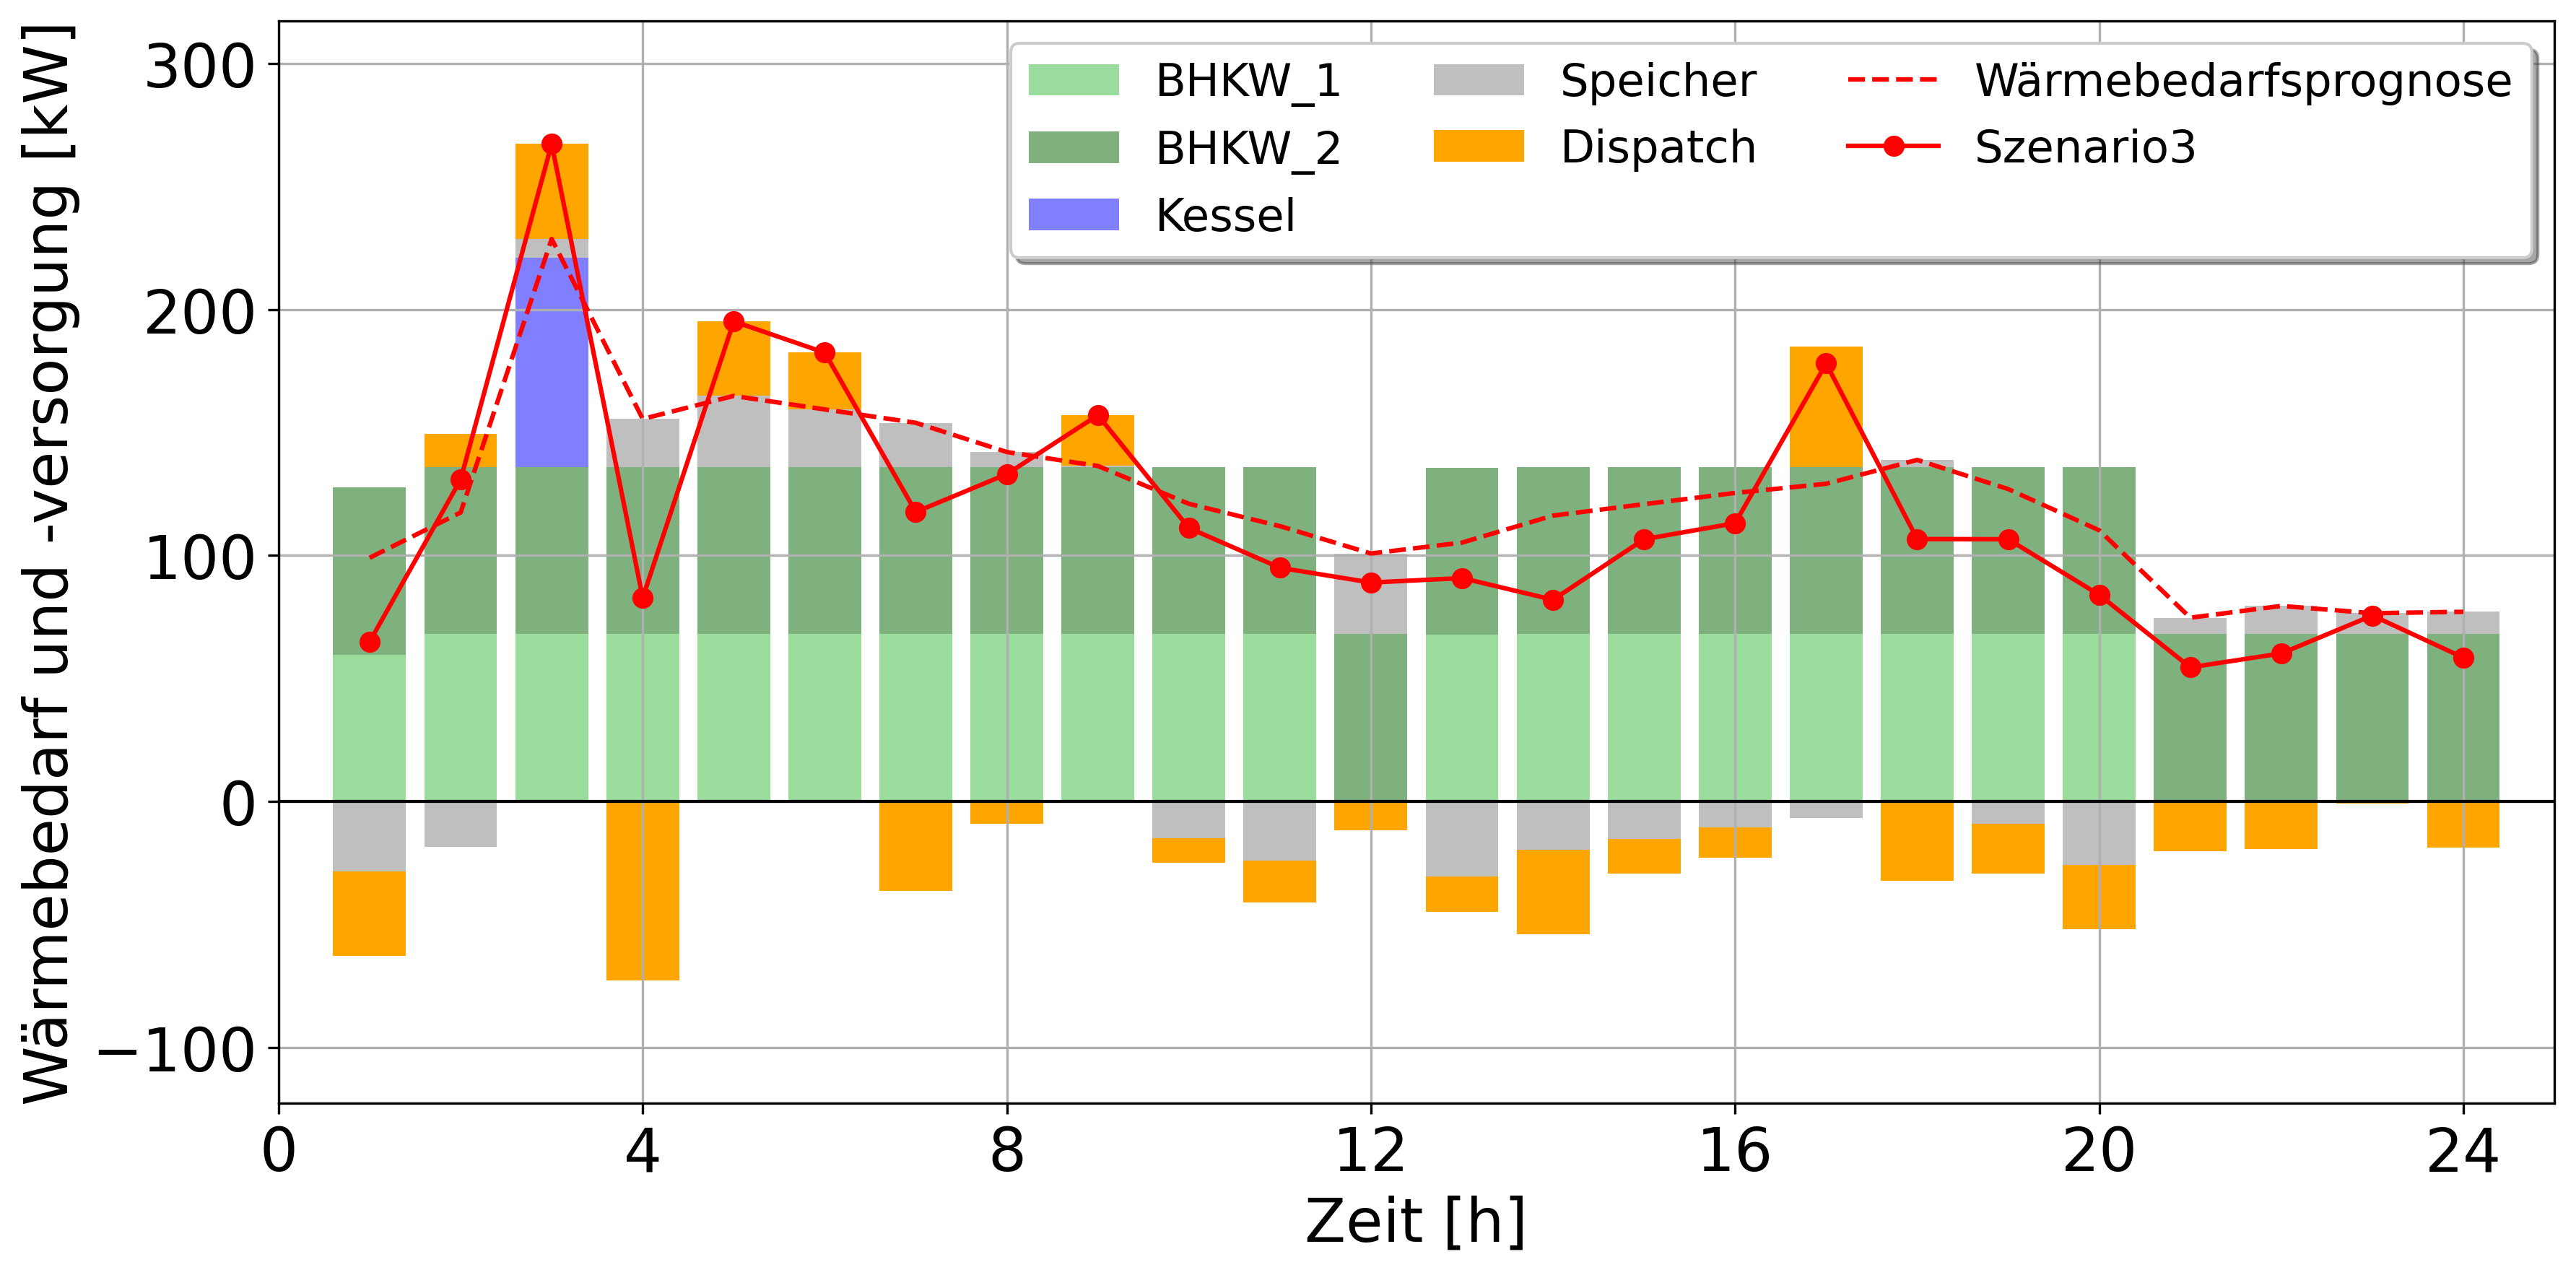 Wärmebedarf und -versorgung [kW]
300
200
100
0
−100
BHKW_1
BHKW_2
Kessel
Speicher
Dispatch
Wärmebedarfsprognose
Szenario3
0 4 8 12 16 20 24
Zeit [h]